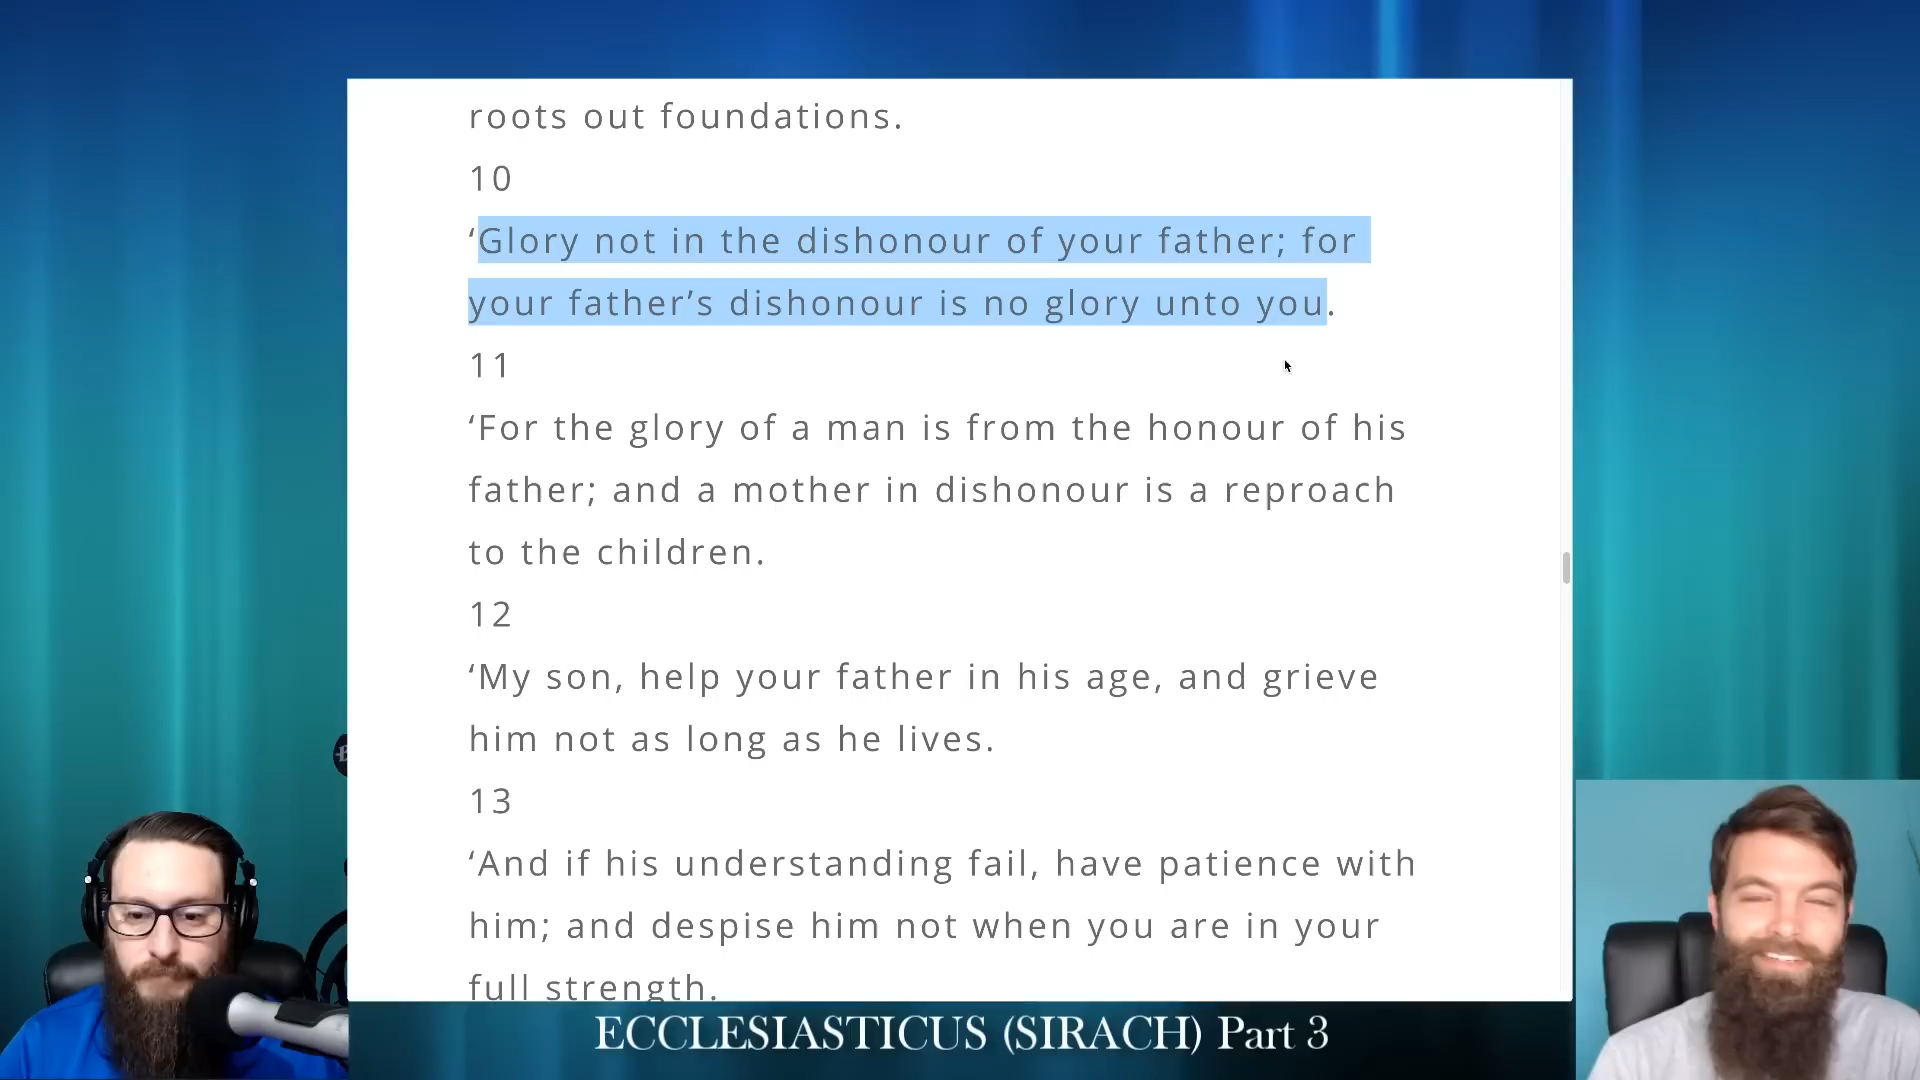 roots out foundations.
10
‘Glory not in the dishonour of your father; for
your father’s dishonour is no glory unto you.
11
‘For the glory of a man is from the honour of his
father; and a mother in dishonour is a reproach
to the children.
12
‘My son, help your father in his age, and grieve
him not as long as he lives.
13
‘And if his understanding fail, have patience with
him; and despise him not when you are in your
full strength.
ECCLESIASTICUS (SIRACH) Part 3